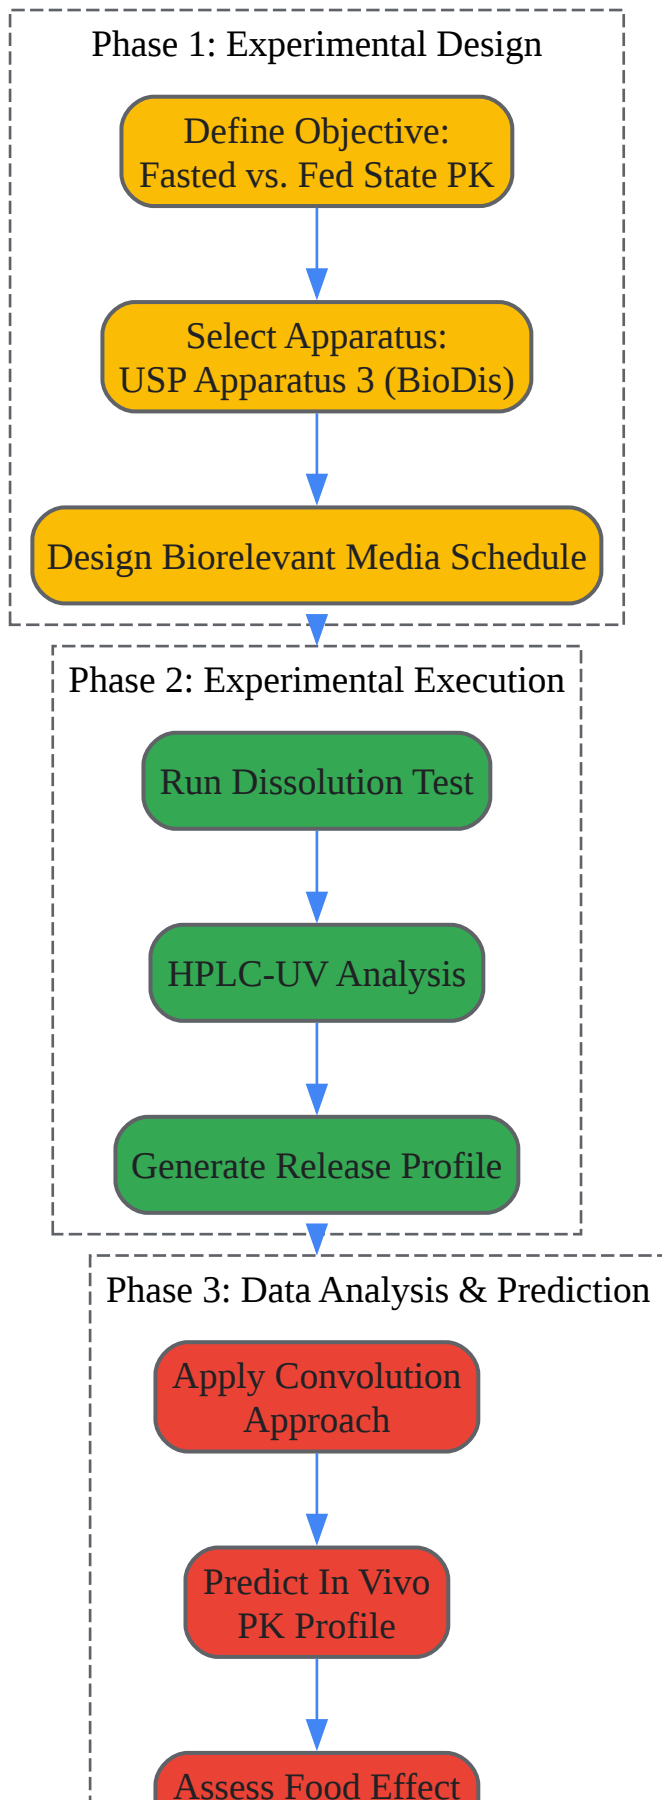 Phase 1: Experimental Design
Define Objective:
Fasted vs. Fed State PK
Select Apparatus:
USP Apparatus 3 (BioDis)
Design Biorelevant Media Schedule
Phase 2: Experimental Execution
Run Dissolution Test
HPLC-UV Analysis
Generate Release Profile
Phase 3: Data Analysis & Prediction
Apply Convolution
Approach
Predict In Vivo
PK Profile
Assess Food Effect